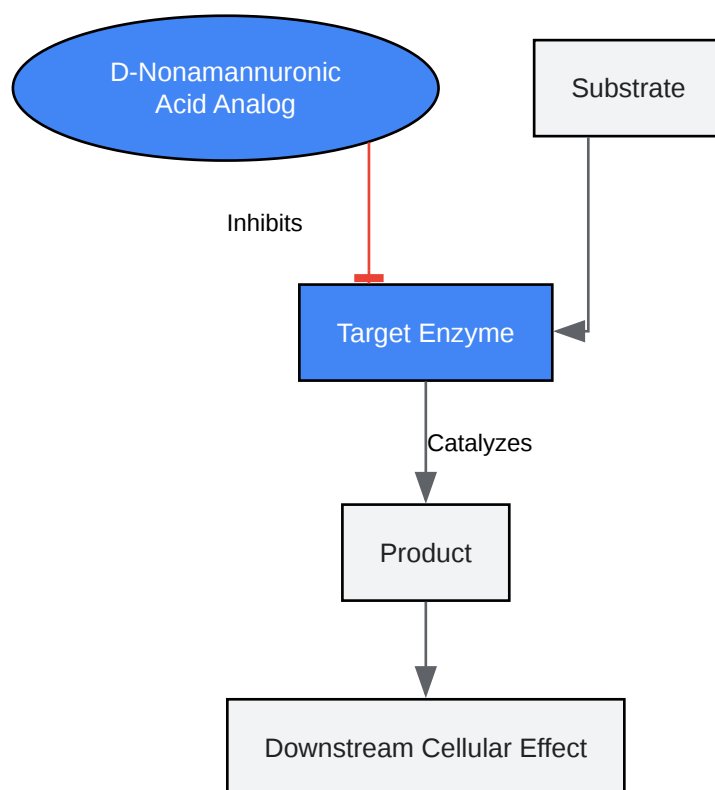 D-Nonamannuronic
Acid Analog
Substrate
Inhibits
Target Enzyme
Catalyzes
Product
Downstream Cellular Effect